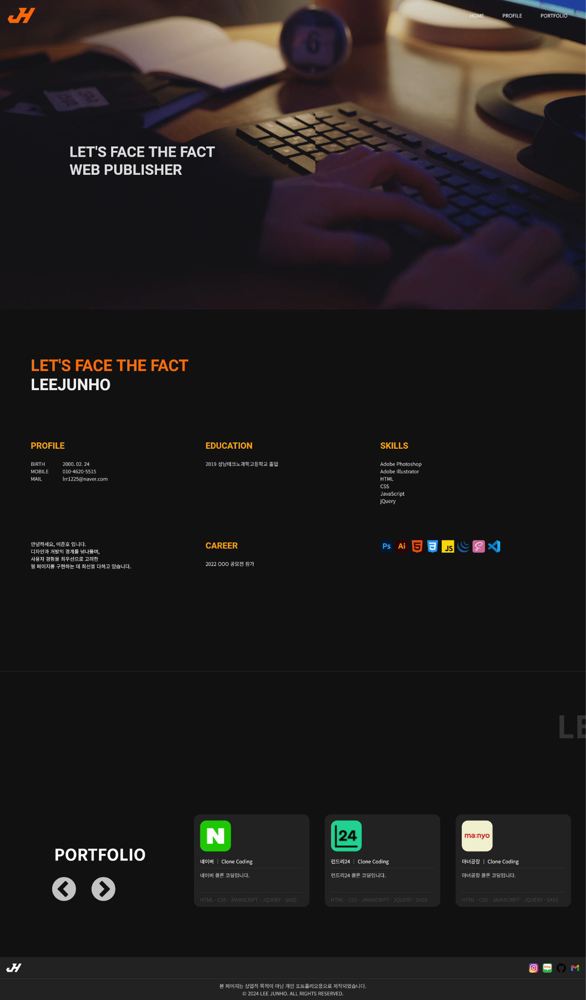 JH
HOME PROFILE PORTFOLIO
6
LET'S FACE THE FACT
WEB PUBLISHER
LET'S FACE THE FACT
LEEJUNHO
PROFILE
BIRTH 2000. 02. 24
MOBILE 010-4620-5515
MAIL lrr1225@naver.com
EDUCATION
2019 성남테크노과학고등학교 졸업
SKILLS
Adobe Photoshop
Adobe Illustrator
HTML
CSS
JavaScript
jQuery
안녕하세요, 이준호 입니다.
디자인과 개발의 경계를 넘나들며,
사용자 경험을 최우선으로 고려한
웹 페이지를 구현하는 데 최선을 다하고 있습니다.
CAREER
2022 OOO 공모전 참가
Ps Ai 5 3 JS
LE
PORTFOLIO
N
네이버 | Clone Coding
네이버 클론 코딩입니다.
HTML · CSS · JAVASCRIPT · JQUERY · SASS
24
런드리24 | Clone Coding
런드리24 클론 코딩입니다.
HTML · CSS · JAVASCRIPT · JQUERY · SASS
ma:nyo
마녀공장 | Clone Coding
마녀공장 클론 코딩입니다.
HTML · CSS · JAVASCRIPT · JQUERY · SASS
JH
blog
본 페이지는 상업적 목적이 아닌 개인 포트폴리오용으로 제작되었습니다.
© 2024 LEE JUNHO. ALL RIGHTS RESERVED.